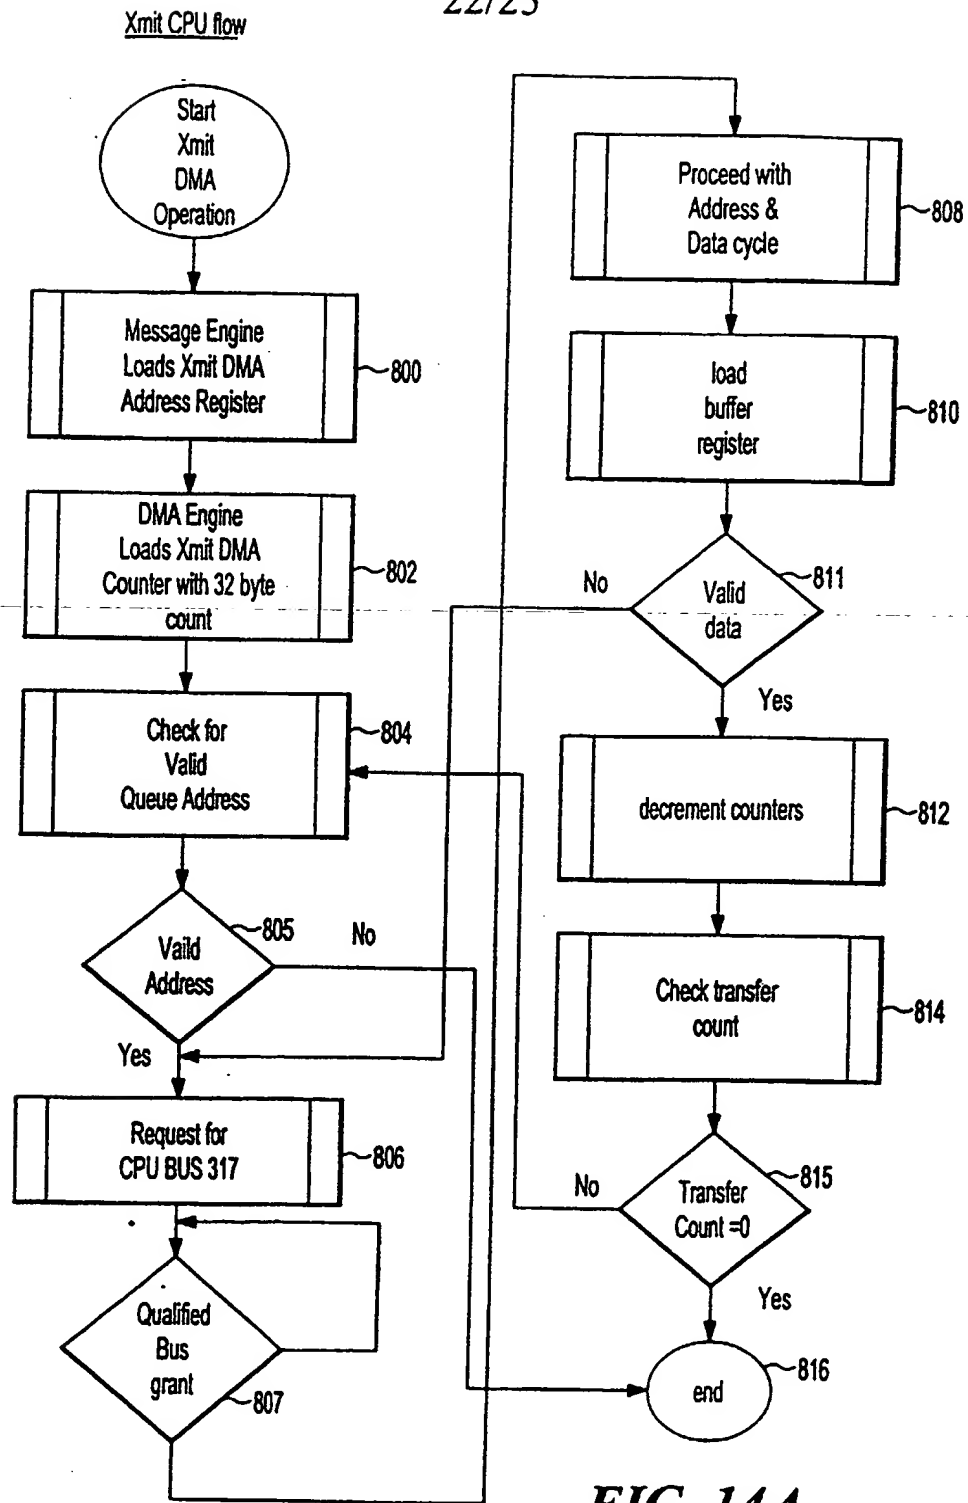 22/23
Xmit CPU flow
Start
Xmit
DMA
Operation
Message Engine
Loads Xmit DMA
Address Register
800
DMA Engine
Loads Xmit DMA
Counter with 32 byte
count
802
Check for
Valid
Queue Address
804
Vaild
Address
805
No
Yes
Request for
CPU BUS 317
806
Qualified
Bus
grant
807
Proceed with
Address &
Data cycle
808
load
buffer
register
810
Valid
data
811
No
Yes
decrement counters
812
Check transfer
count
814
Transfer
Count =0
815
No
Yes
end
816
FIG. 14A